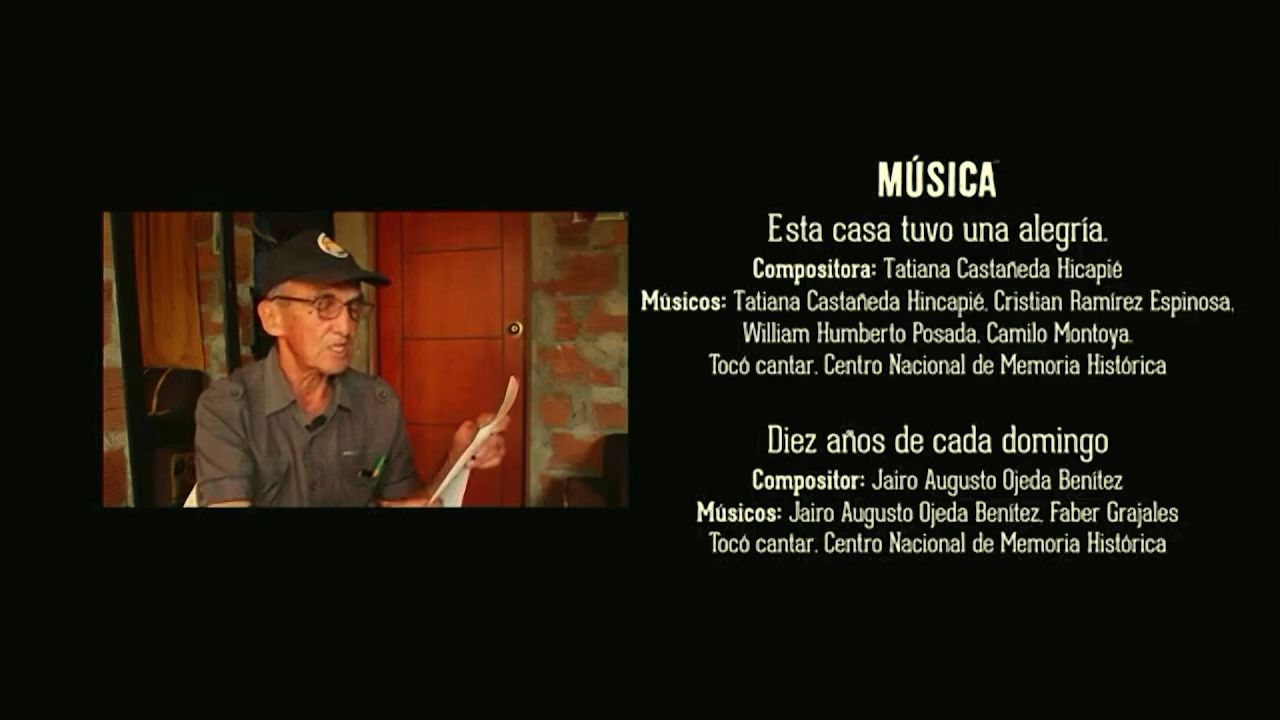 MÚSICA
Esta casa tuvo una alegría.
Compositora: Tatiana Castañeda Hicapié
Músicos: Tatiana Castañeda Hincapié, Cristian Ramírez Espinosa,
William Humberto Posada, Camilo Montoya.
Tocó cantar, Centro Nacional de Memoria Histórica
Diez años de cada domingo
Compositor: Jairo Augusto Ojeda Benítez
Músicos: Jairo Augusto Ojeda Benítez, Faber Grajales
Tocó cantar, Centro Nacional de Memoria Histórica